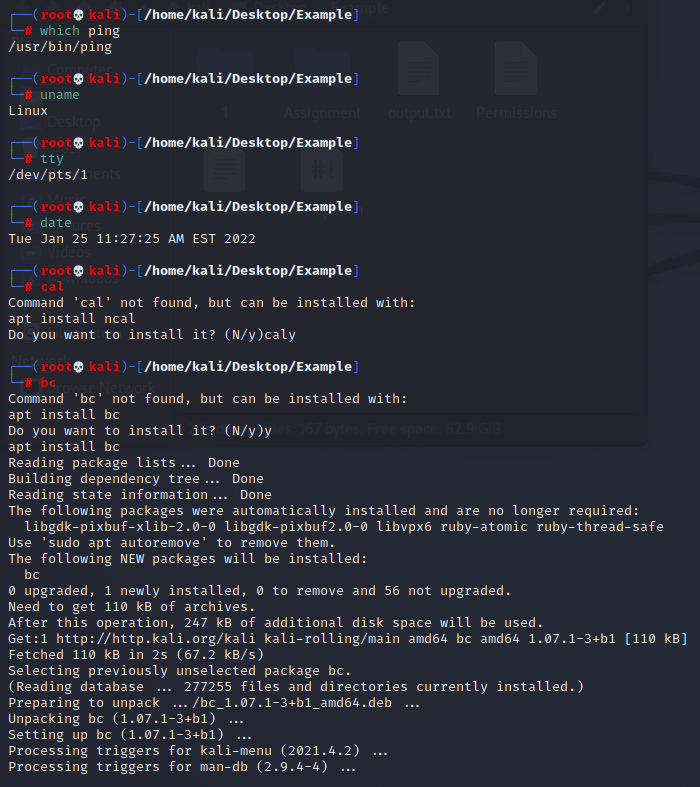 ┌──(root💀kali)-[/home/kali/Desktop/Example]
└─# which ping
/usr/bin/ping
┌──(root💀kali)-[/home/kali/Desktop/Example]
└─# uname
Linux
┌──(root💀kali)-[/home/kali/Desktop/Example]
└─# tty
/dev/pts/1
┌──(root💀kali)-[/home/kali/Desktop/Example]
└─# date
Tue Jan 25 11:27:25 AM EST 2022
┌──(root💀kali)-[/home/kali/Desktop/Example]
└─# cal
Command 'cal' not found, but can be installed with:
apt install ncal
Do you want to install it? (N/y)caly
┌──(root💀kali)-[/home/kali/Desktop/Example]
└─# bc
Command 'bc' not found, but can be installed with:
apt install bc
Do you want to install it? (N/y)y
apt install bc
Reading package lists... Done
Building dependency tree... Done
Reading state information... Done
The following packages were automatically installed and are no longer required:
  libgdk-pixbuf-xlib-2.0-0 libgdk-pixbuf2.0-0 libvpx6 ruby-atomic ruby-thread-safe
Use 'sudo apt autoremove' to remove them.
The following NEW packages will be installed:
  bc
0 upgraded, 1 newly installed, 0 to remove and 56 not upgraded.
Need to get 110 kB of archives.
After this operation, 247 kB of additional disk space will be used.
Get:1 http://http.kali.org/kali kali-rolling/main amd64 bc amd64 1.07.1-3+b1 [110 kB]
Fetched 110 kB in 2s (67.2 kB/s)
Selecting previously unselected package bc.
(Reading database ... 277255 files and directories currently installed.)
Preparing to unpack .../bc_1.07.1-3+b1_amd64.deb ...
Unpacking bc (1.07.1-3+b1) ...
Setting up bc (1.07.1-3+b1) ...
Processing triggers for kali-menu (2021.4.2) ...
Processing triggers for man-db (2.9.4-4) ...
Example
1
Assignment
output.txt
Permissions
Desktop
Videos
Browse Network